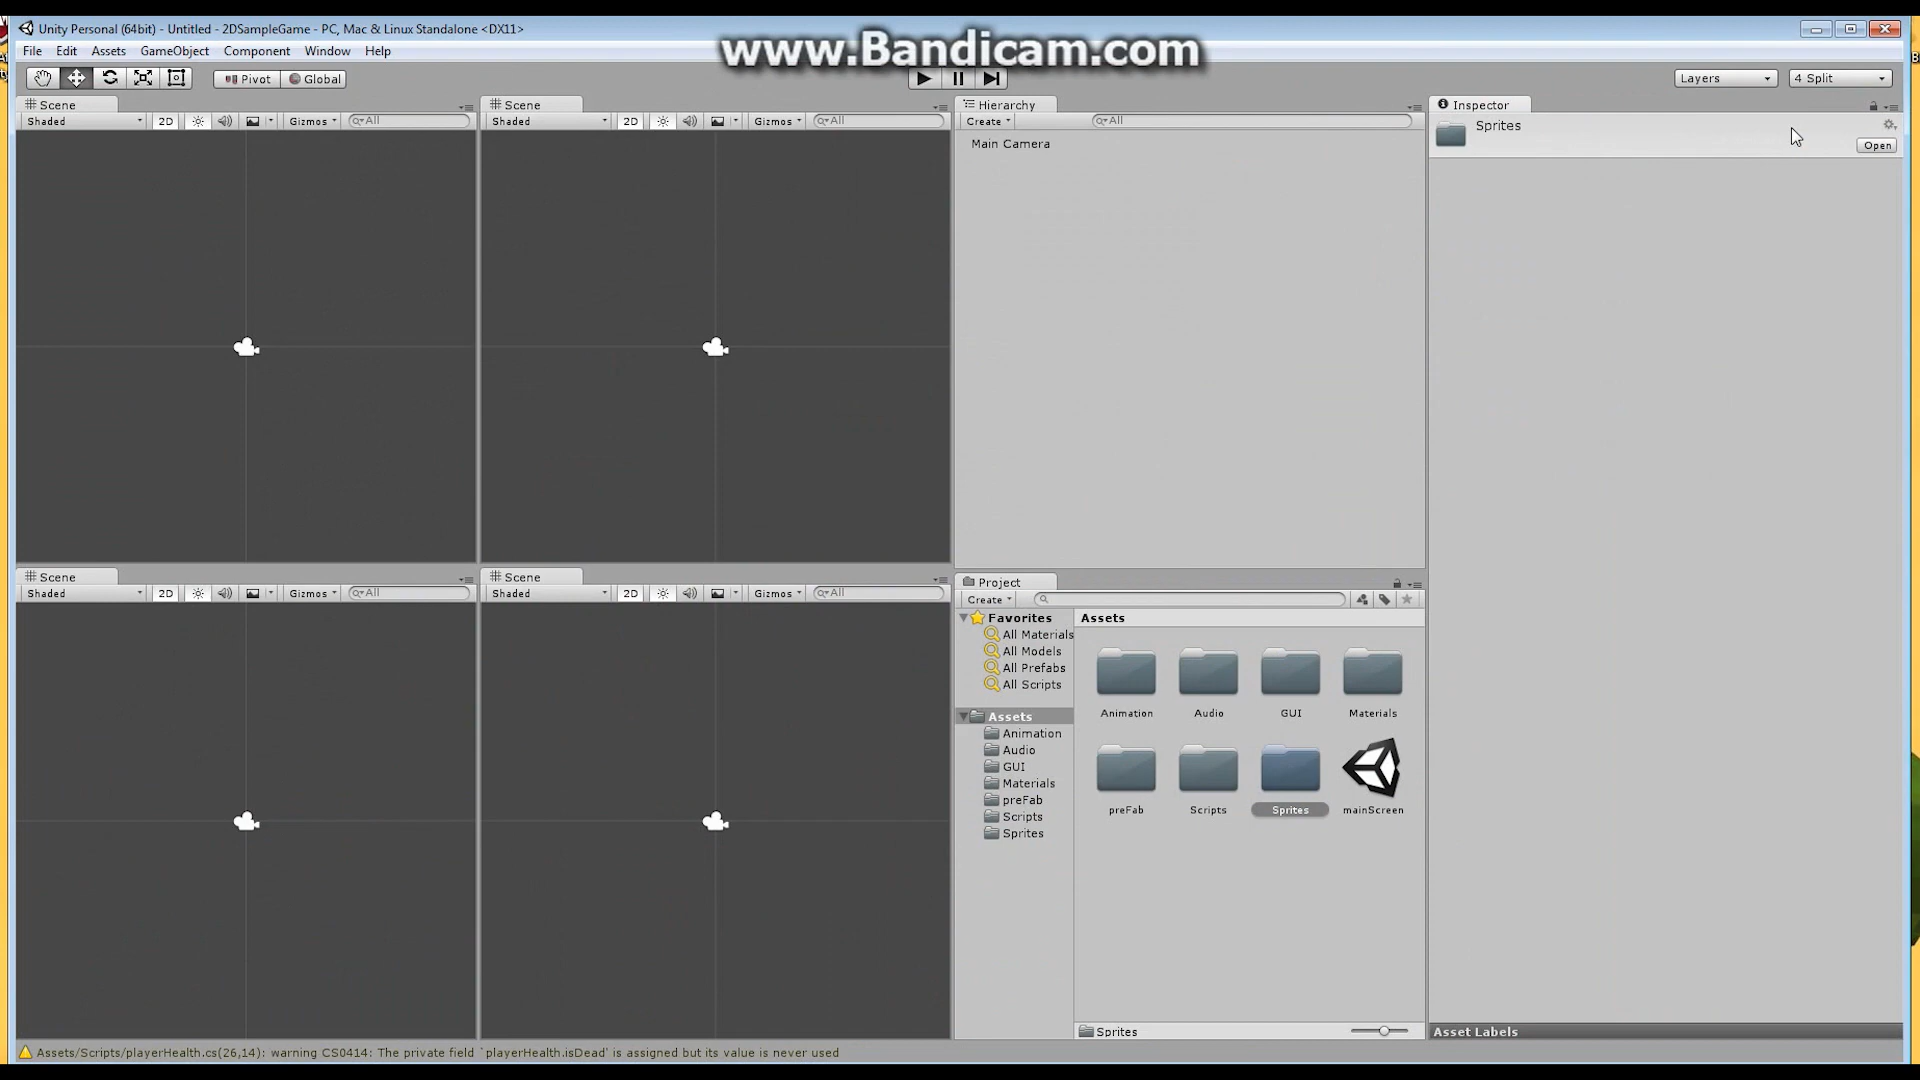 Unity Personal (64bit) - Untitled - 2DSampleGame - PC, Mac & Linux Standalone <DX11>
www.Bandicam.com
File Edit Assets GameObject Component Window Help
Pivot Global
Layers 4 Split
Scene
Shaded 2D Gizmos All
Scene
Shaded 2D Gizmos All
Hierarchy
Create All
Main Camera
Inspector
Sprites
Open
Scene
Shaded 2D Gizmos All
Scene
Shaded 2D Gizmos All
Project
Create
Favorites
All Materials
All Models
All Prefabs
All Scripts
Assets
Animation
Audio
GUI
Materials
preFab
Scripts
Sprites
Assets
Animation Audio GUI Materials
preFab Scripts Sprites mainScreen
Sprites
Asset Labels
Assets/Scripts/playerHealth.cs(26,14): warning CS0414: The private field `playerHealth.isDead' is assigned but its value is never used